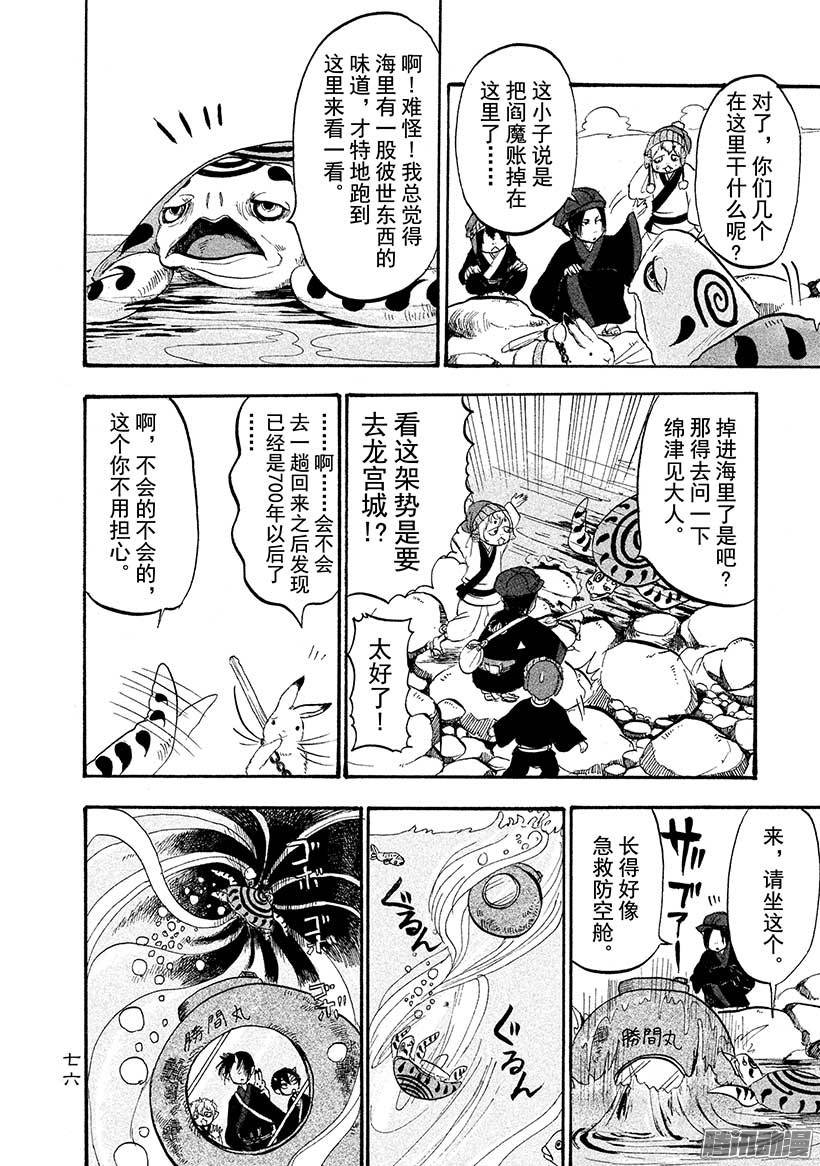 对了，你们几个
在这里干什么呢？
这小子说是
把阎魔账掉在
这里了……
啊！难怪！我总觉得
海里有一股彼世东西的
味道，才特地跑到
这里来看一看。
掉进海里了是吧？
那得去问一下
绵津见大人。
看这架势是要
去龙宫城！？
太好了！
……啊……会不会
去一趟回来之后发现
已经是700年以后了
……
啊，不会的不会的，
这个你不用担心。
来，请坐这个。
ザッブアーッ
长得好像
急救防空舱。
勝間丸
ぐるん
ぐるん
ゴボ
ゴボ
勝間丸
七六
腾讯动漫